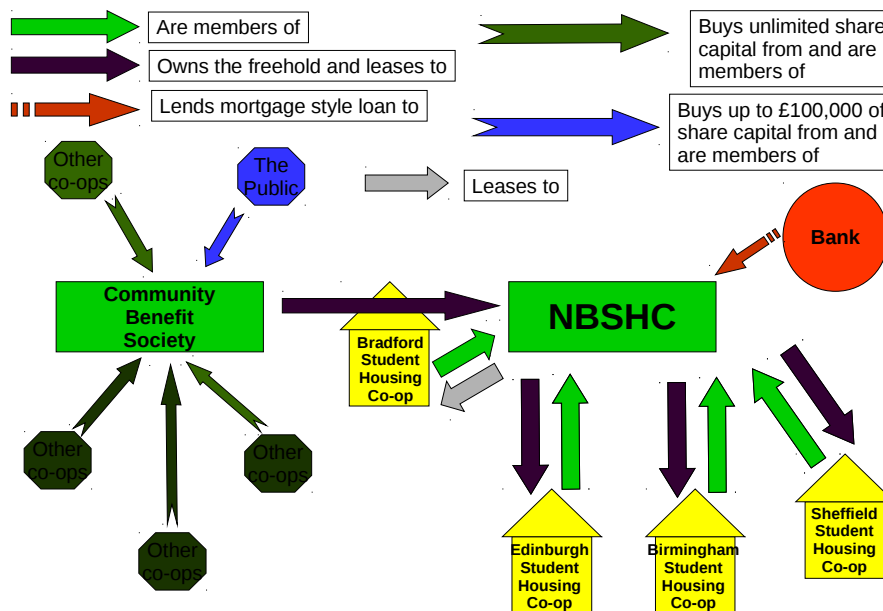 Are members of
Owns the freehold and leases to
Lends mortgage style loan to
Buys unlimited share
capital from and are
members of
Buys up to £100,000 of
share capital from and
are members of
Leases to
Other
co-ops
The
Public
Bank
Community
Benefit
Society
NBSHC
Bradford
Student
Housing
Co-op
Other
co-ops
Other
co-ops
Other
co-ops
Edinburgh
Student
Housing
Co-op
Birmingham
Student
Housing
Co-op
Sheffield
Student
Housing
Co-op